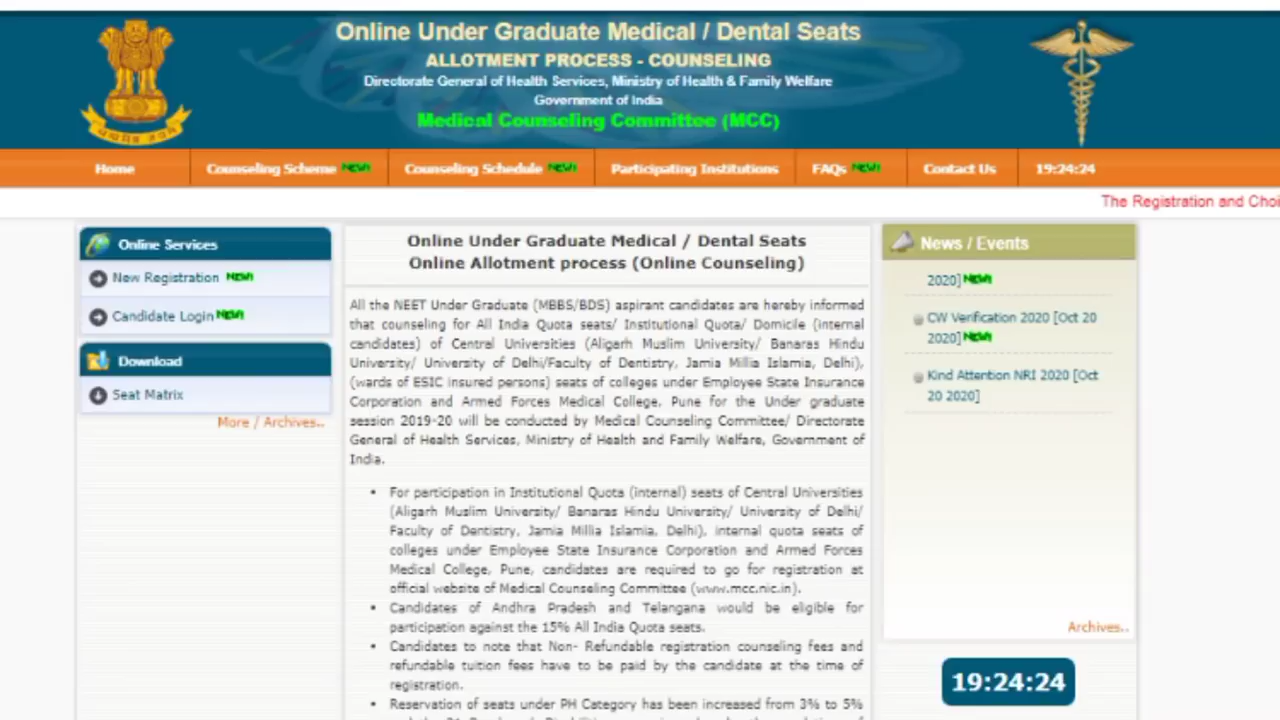 Online Under Graduate Medical / Dental Seats
ALLOTMENT PROCESS - COUNSELING
Directorate General of Health Services, Ministry of Health & Family Welfare
Government of India
Medical Counseling Committee (MCC)
Home
Counseling Scheme NEW!
Counseling Schedule NEW!
Participating Institutions
FAQs NEW!
Contact Us
19:24:24
The Registration and Choi
Online Services
New Registration NEW!
Candidate Login NEW!
Download
Seat Matrix
More / Archives..
Online Under Graduate Medical / Dental Seats
Online Allotment process (Online Counseling)
All the NEET Under Graduate (MBBS/BDS) aspirant candidates are hereby informed
that counseling for All India Quota seats/ Institutional Quota/ Domicile (internal
candidates) of Central Universities (Aligarh Muslim University/ Banaras Hindu
University/ University of Delhi/Faculty of Dentistry, Jamia Millia Islamia, Delhi),
(wards of ESIC insured persons) seats of colleges under Employee State Insurance
Corporation and Armed Forces Medical College, Pune for the Under graduate
session 2019-20 will be conducted by Medical Counseling Committee/ Directorate
General of Health Services, Ministry of Health and Family Welfare, Government of
India.
• For participation in Institutional Quota (internal) seats of Central Universities
(Aligarh Muslim University/ Banaras Hindu University/ University of Delhi/
Faculty of Dentistry, Jamia Millia Islamia, Delhi), internal quota seats of
colleges under Employee State Insurance Corporation and Armed Forces
Medical College, Pune, candidates are required to go for registration at
official website of Medical Counseling Committee (www.mcc.nic.in).
• Candidates of Andhra Pradesh and Telangana would be eligible for
participation against the 15% All India Quota seats.
• Candidates to note that Non- Refundable registration counseling fees and
refundable tuition fees have to be paid by the candidate at the time of
registration.
• Reservation of seats under PH Category has been increased from 3% to 5%
News / Events
2020] NEW!
CW Verification 2020 [Oct 20
2020] NEW!
Kind Attention NRI 2020 [Oct
20 2020]
Archives..
19:24:24